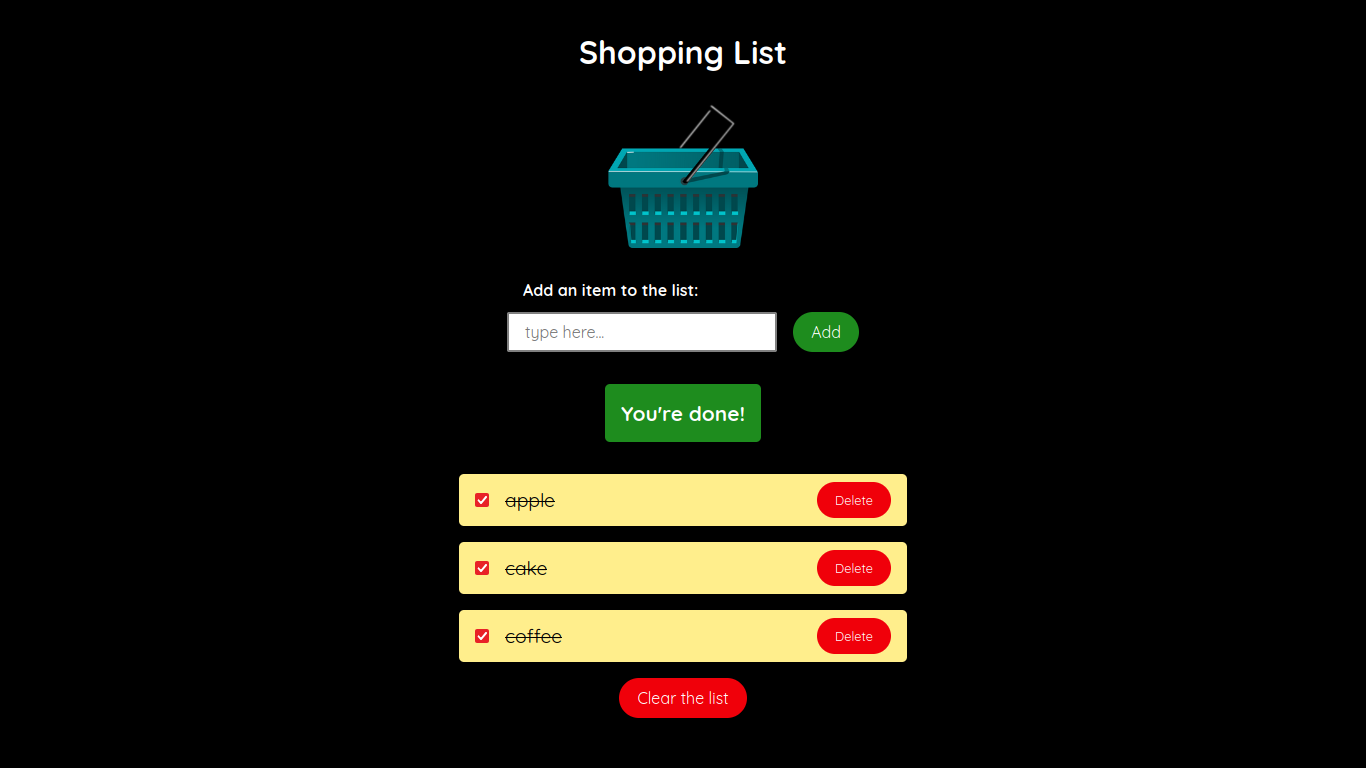 Shopping List
Add an item to the list:
type here...
Add
You're done!
apple
Delete
cake
Delete
coffee
Delete
Clear the list